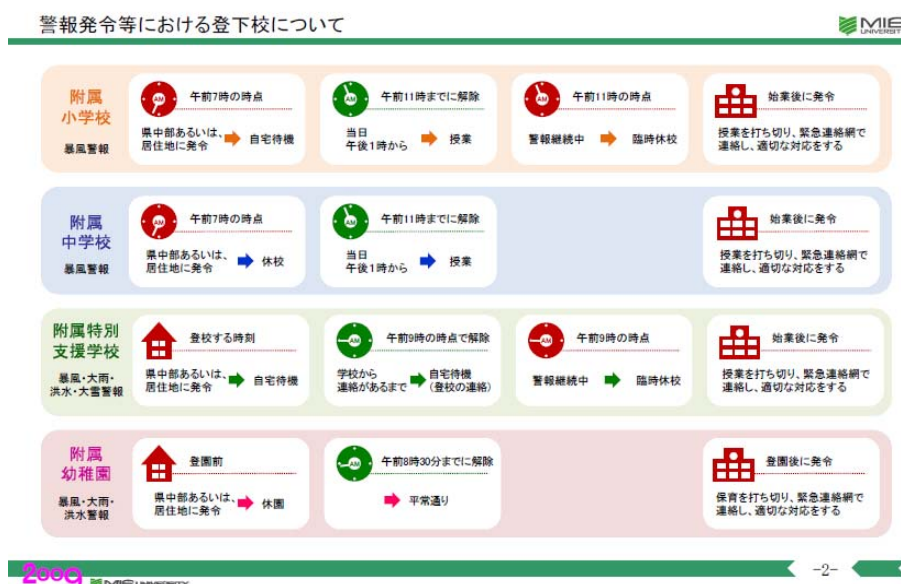 警報発令等における登下校について
MIE
UNIVERSITY
附属
小学校
暴風警報
AM
午前7時の時点
県中部あるいは、
居住地に発令
自宅待機
AM
午前11時までに解除
当日
午後1時から
授業
AM
午前11時の時点
警報継続中
臨時休校
始業後に発令
授業を打ち切り、緊急連絡網で
連絡し、適切な対応をする
附属
中学校
暴風警報
AM
午前7時の時点
県中部あるいは、
居住地に発令
休校
AM
午前11時までに解除
当日
午後1時から
授業
始業後に発令
授業を打ち切り、緊急連絡網で
連絡し、適切な対応をする
附属特別
支援学校
暴風・大雨・
洪水・大雪警報
登校する時刻
県中部あるいは、
居住地に発令
自宅待機
AM
午前9時の時点で解除
学校から
連絡があるまで
自宅待機
(登校の連絡)
AM
午前9時の時点
警報継続中
臨時休校
始業後に発令
授業を打ち切り、緊急連絡網で
連絡し、適切な対応をする
附属
幼稚園
暴風・大雨・
洪水警報
登園前
県中部あるいは、
居住地に発令
休園
AM
午前8時30分までに解除
平常通り
登園後に発令
保育を打ち切り、緊急連絡網で
連絡し、適切な対応をする
2009
MIE UNIVERSITY
-2-